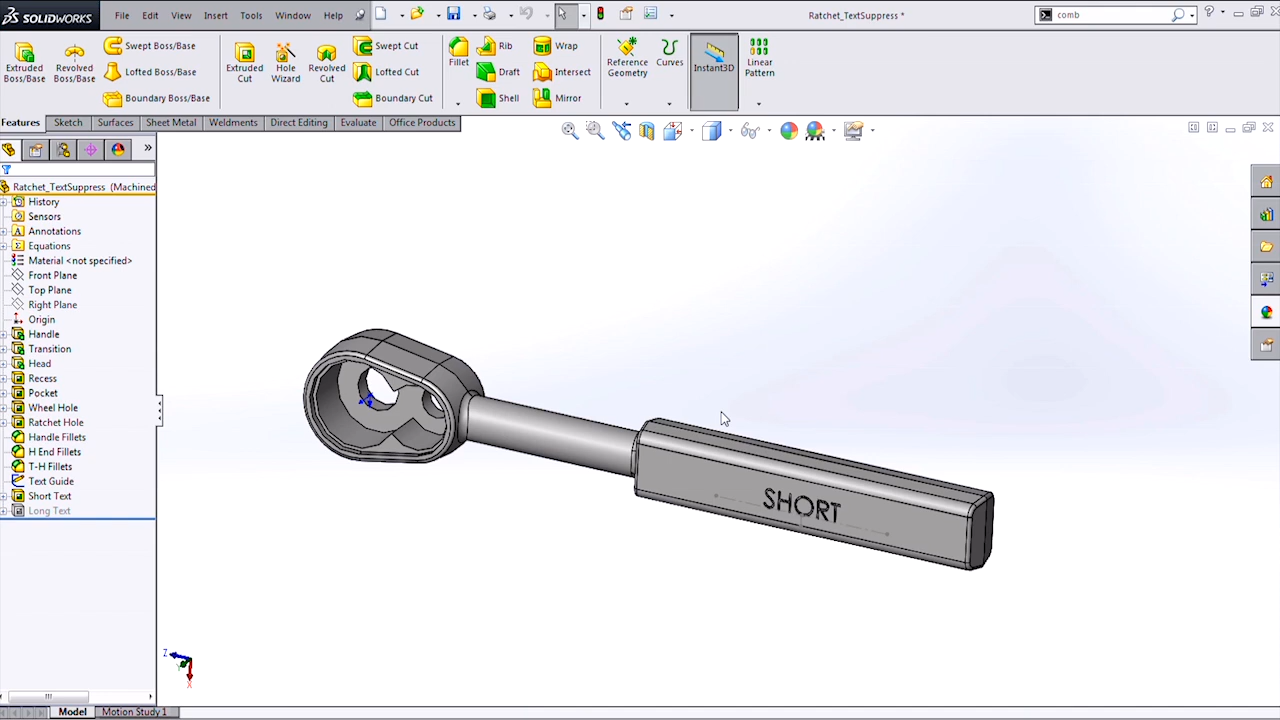 SOLIDWORKS File Edit View Insert Tools Window Help Ratchet_TextSuppress * comb
Extruded Boss/Base
Revolved Boss/Base
Swept Boss/Base
Lofted Boss/Base
Boundary Boss/Base
Extruded Cut
Hole Wizard
Revolved Cut
Swept Cut
Lofted Cut
Boundary Cut
Fillet
Rib
Draft
Shell
Wrap
Intersect
Mirror
Reference Geometry
Curves
Instant3D
Linear Pattern
Features Sketch Surfaces Sheet Metal Weldments Direct Editing Evaluate Office Products
Ratchet_TextSuppress (Machined
History
Sensors
Annotations
Equations
Material <not specified>
Front Plane
Top Plane
Right Plane
Origin
Handle
Transition
Head
Recess
Pocket
Wheel Hole
Ratchet Hole
Handle Fillets
H End Fillets
T-H Fillets
Text Guide
Short Text
Long Text
SHORT
Z
Y
X
Model Motion Study 1